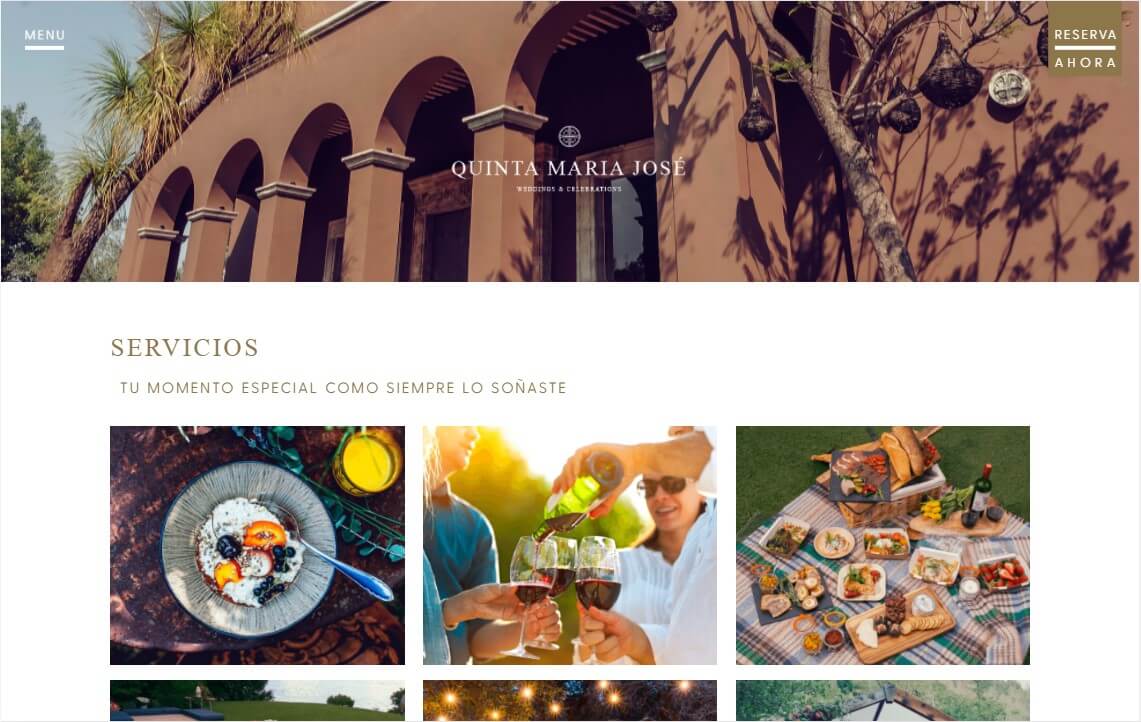 MENU
RESERVA
AHORA
QUINTA MARIA JOSÉ
WEDDINGS & CELEBRATIONS
SERVICIOS
TU MOMENTO ESPECIAL COMO SIEMPRE LO SOÑASTE